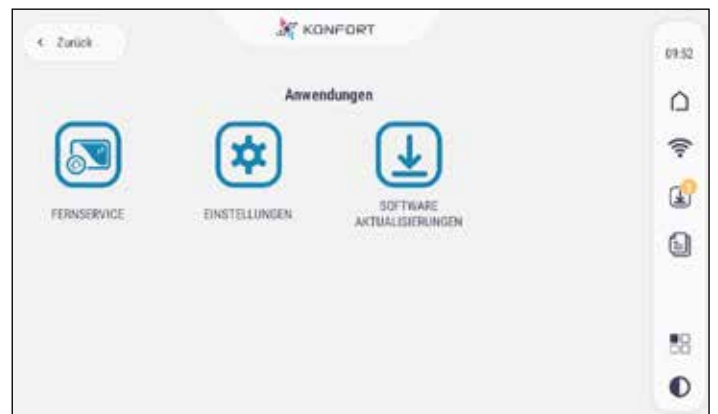 ‹ Zurück
KONFORT
09:52
Anwendungen
FERNSERVICE
EINSTELLUNGEN
SOFTWARE
AKTUALISIERUNGEN